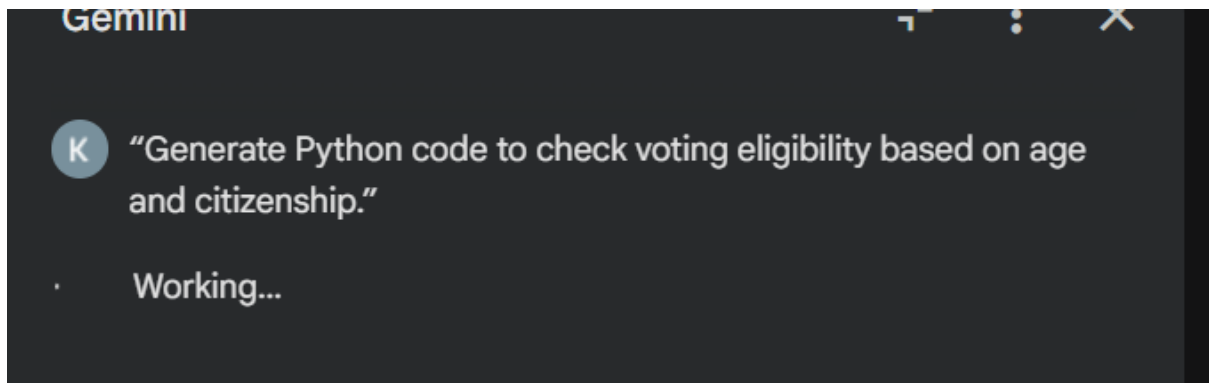 Gemini
K
“Generate Python code to check voting eligibility based on age
and citizenship.”
Working...